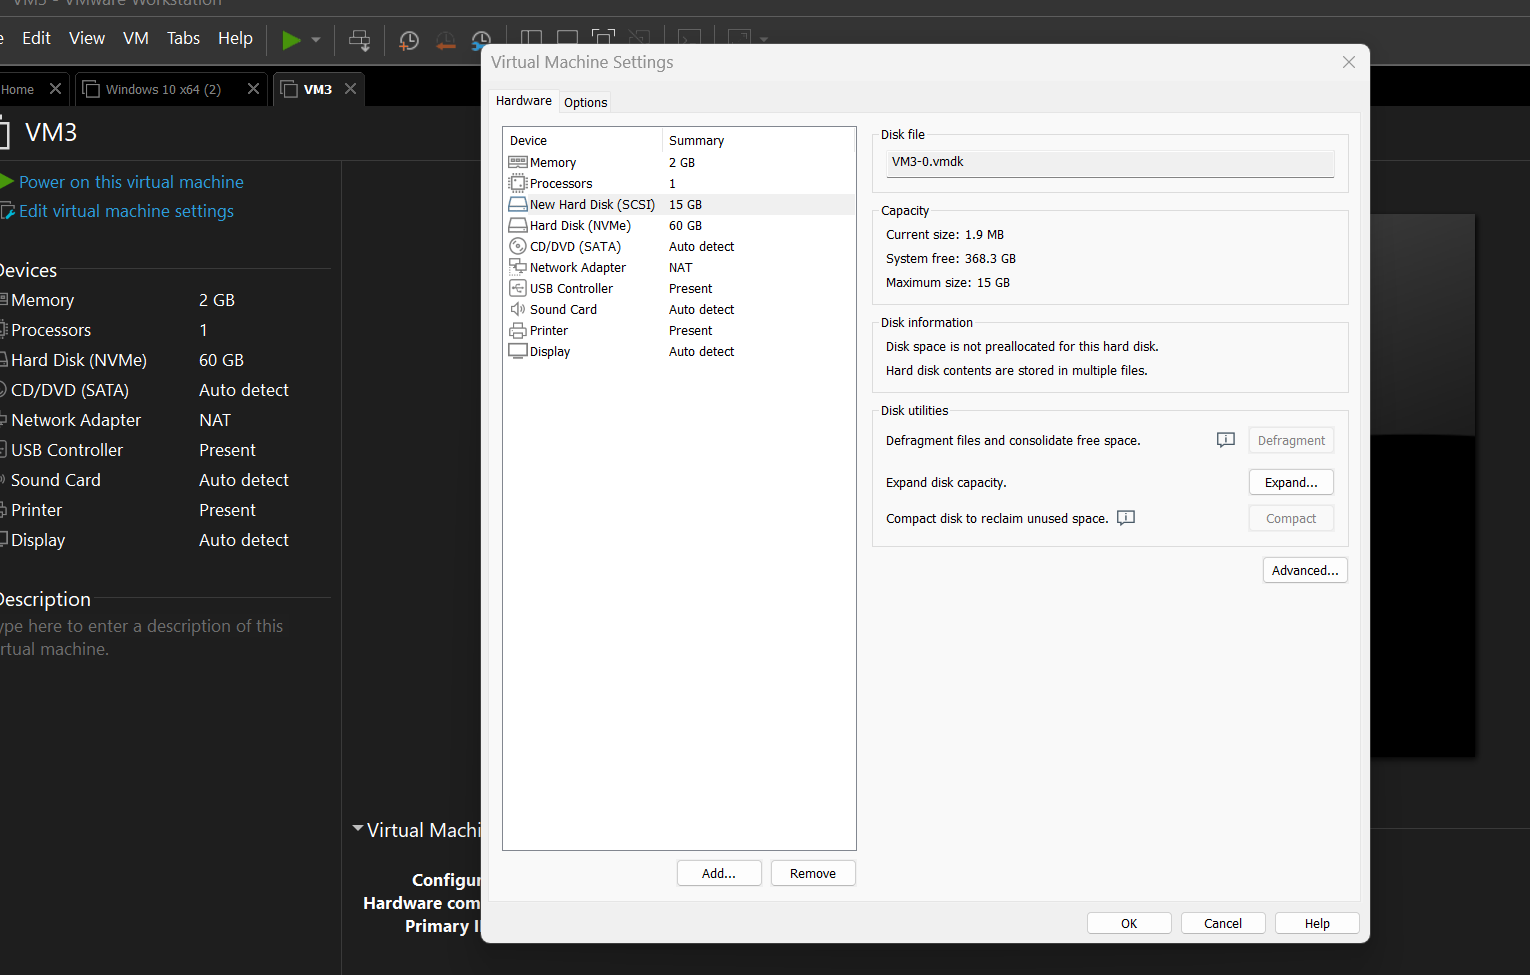 VM3 - VMware Workstation
Edit View VM Tabs Help
Home
Windows 10 x64 (2)
VM3
VM3
Power on this virtual machine
Edit virtual machine settings
Devices
Memory 2 GB
Processors 1
Hard Disk (NVMe) 60 GB
CD/DVD (SATA) Auto detect
Network Adapter NAT
USB Controller Present
Sound Card Auto detect
Printer Present
Display Auto detect
Description
ype here to enter a description of this
rtual machine.
Virtual Machi
Configur
Hardware com
Primary I
Virtual Machine Settings
Hardware Options
Device Summary
Memory 2 GB
Processors 1
New Hard Disk (SCSI) 15 GB
Hard Disk (NVMe) 60 GB
CD/DVD (SATA) Auto detect
Network Adapter NAT
USB Controller Present
Sound Card Auto detect
Printer Present
Display Auto detect
Add... Remove
Disk file
VM3-0.vmdk
Capacity
Current size: 1.9 MB
System free: 368.3 GB
Maximum size: 15 GB
Disk information
Disk space is not preallocated for this hard disk.
Hard disk contents are stored in multiple files.
Disk utilities
Defragment files and consolidate free space. Defragment
Expand disk capacity. Expand...
Compact disk to reclaim unused space. Compact
Advanced...
OK Cancel Help